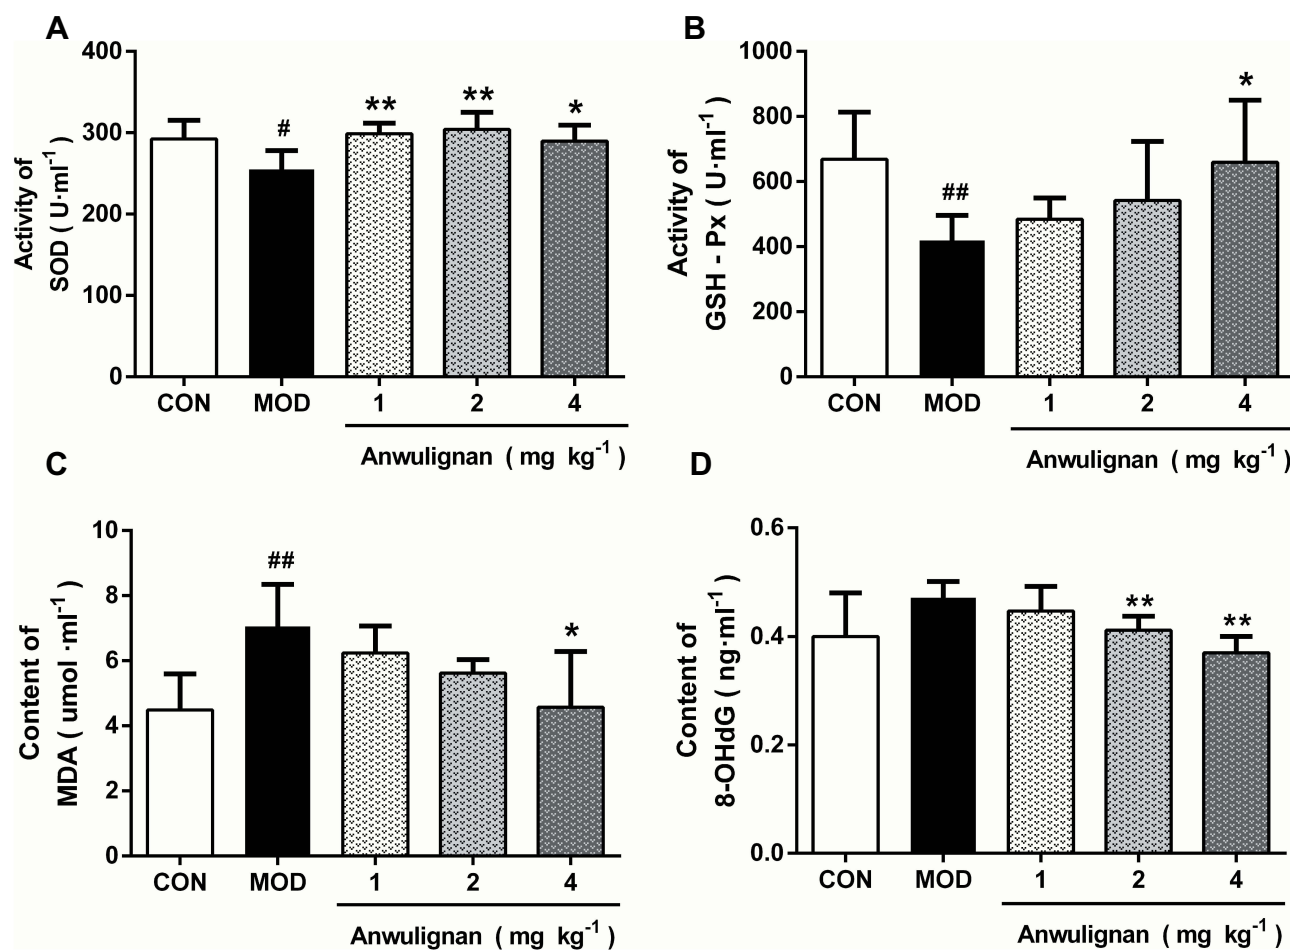 A
Activity of
SOD ( U·ml-1 )
400
300
200
100
0
#
**
**
*
CON MOD 1 2 4
Anwulignan ( mg kg-1 )
B
Activity of
GSH - Px ( U·ml-1 )
1000
800
600
400
200
0
##
*
CON MOD 1 2 4
Anwulignan ( mg kg-1 )
C
Content of
MDA ( umol ·ml-1 )
10
8
6
4
2
0
##
*
CON MOD 1 2 4
Anwulignan ( mg kg-1 )
D
Content of
8-OHdG ( ng·ml-1 )
0.6
0.4
0.2
0.0
**
**
CON MOD 1 2 4
Anwulignan ( mg kg-1 )